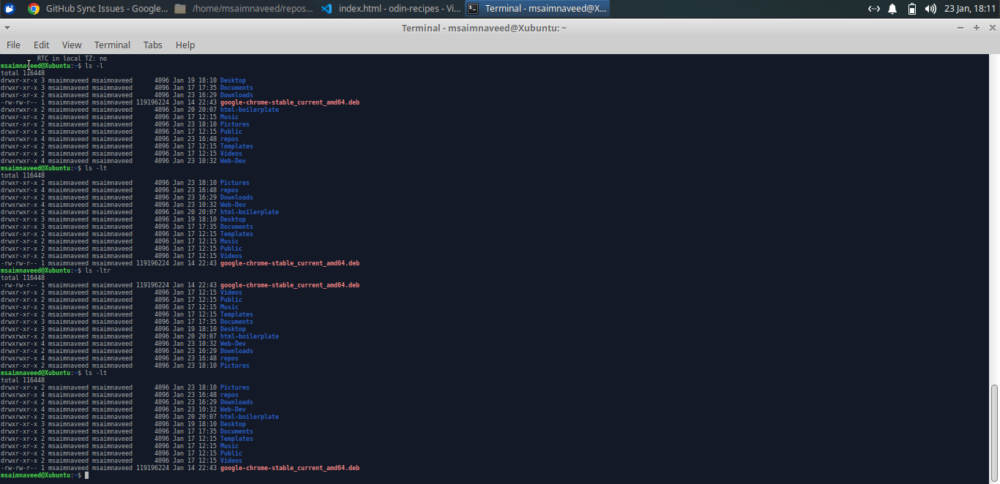 GitHub Sync Issues - Google...
/home/msaimnaveed/repos...
index.html - odin-recipes - Vi...
Terminal - msaimnaveed@X...
23 Jan, 18:11
Terminal - msaimnaveed@Xubuntu: ~
File Edit View Terminal Tabs Help
RTC in local TZ: no
msaimnaveed@Xubuntu:~$ ls -l
total 116448
drwxr-xr-x 3 msaimnaveed msaimnaveed      4096 Jan 19 18:10 Desktop
drwxr-xr-x 3 msaimnaveed msaimnaveed      4096 Jan 17 17:35 Documents
drwxr-xr-x 2 msaimnaveed msaimnaveed      4096 Jan 23 16:29 Downloads
-rw-rw-r-- 1 msaimnaveed msaimnaveed 119196224 Jan 14 22:43 google-chrome-stable_current_amd64.deb
drwxrwxr-x 2 msaimnaveed msaimnaveed      4096 Jan 20 20:07 html-boilerplate
drwxr-xr-x 2 msaimnaveed msaimnaveed      4096 Jan 17 12:15 Music
drwxr-xr-x 2 msaimnaveed msaimnaveed      4096 Jan 23 18:10 Pictures
drwxr-xr-x 2 msaimnaveed msaimnaveed      4096 Jan 17 12:15 Public
drwxrwxr-x 4 msaimnaveed msaimnaveed      4096 Jan 23 16:48 repos
drwxr-xr-x 2 msaimnaveed msaimnaveed      4096 Jan 17 12:15 Templates
drwxr-xr-x 2 msaimnaveed msaimnaveed      4096 Jan 17 12:15 Videos
drwxrwxr-x 4 msaimnaveed msaimnaveed      4096 Jan 23 10:32 Web-Dev
msaimnaveed@Xubuntu:~$ ls -lt
total 116448
drwxr-xr-x 2 msaimnaveed msaimnaveed      4096 Jan 23 18:10 Pictures
drwxrwxr-x 4 msaimnaveed msaimnaveed      4096 Jan 23 16:48 repos
drwxr-xr-x 2 msaimnaveed msaimnaveed      4096 Jan 23 16:29 Downloads
drwxrwxr-x 4 msaimnaveed msaimnaveed      4096 Jan 23 10:32 Web-Dev
drwxrwxr-x 2 msaimnaveed msaimnaveed      4096 Jan 20 20:07 html-boilerplate
drwxr-xr-x 3 msaimnaveed msaimnaveed      4096 Jan 19 18:10 Desktop
drwxr-xr-x 3 msaimnaveed msaimnaveed      4096 Jan 17 17:35 Documents
drwxr-xr-x 2 msaimnaveed msaimnaveed      4096 Jan 17 12:15 Templates
drwxr-xr-x 2 msaimnaveed msaimnaveed      4096 Jan 17 12:15 Music
drwxr-xr-x 2 msaimnaveed msaimnaveed      4096 Jan 17 12:15 Public
drwxr-xr-x 2 msaimnaveed msaimnaveed      4096 Jan 17 12:15 Videos
-rw-rw-r-- 1 msaimnaveed msaimnaveed 119196224 Jan 14 22:43 google-chrome-stable_current_amd64.deb
msaimnaveed@Xubuntu:~$ ls -ltr
total 116448
-rw-rw-r-- 1 msaimnaveed msaimnaveed 119196224 Jan 14 22:43 google-chrome-stable_current_amd64.deb
drwxr-xr-x 2 msaimnaveed msaimnaveed      4096 Jan 17 12:15 Videos
drwxr-xr-x 2 msaimnaveed msaimnaveed      4096 Jan 17 12:15 Public
drwxr-xr-x 2 msaimnaveed msaimnaveed      4096 Jan 17 12:15 Music
drwxr-xr-x 2 msaimnaveed msaimnaveed      4096 Jan 17 12:15 Templates
drwxr-xr-x 3 msaimnaveed msaimnaveed      4096 Jan 17 17:35 Documents
drwxr-xr-x 3 msaimnaveed msaimnaveed      4096 Jan 19 18:10 Desktop
drwxrwxr-x 2 msaimnaveed msaimnaveed      4096 Jan 20 20:07 html-boilerplate
drwxrwxr-x 4 msaimnaveed msaimnaveed      4096 Jan 23 10:32 Web-Dev
drwxr-xr-x 2 msaimnaveed msaimnaveed      4096 Jan 23 16:29 Downloads
drwxrwxr-x 4 msaimnaveed msaimnaveed      4096 Jan 23 16:48 repos
drwxr-xr-x 2 msaimnaveed msaimnaveed      4096 Jan 23 18:10 Pictures
msaimnaveed@Xubuntu:~$ ls -lt
total 116448
drwxr-xr-x 2 msaimnaveed msaimnaveed      4096 Jan 23 18:10 Pictures
drwxrwxr-x 4 msaimnaveed msaimnaveed      4096 Jan 23 16:48 repos
drwxr-xr-x 2 msaimnaveed msaimnaveed      4096 Jan 23 16:29 Downloads
drwxrwxr-x 4 msaimnaveed msaimnaveed      4096 Jan 23 10:32 Web-Dev
drwxrwxr-x 2 msaimnaveed msaimnaveed      4096 Jan 20 20:07 html-boilerplate
drwxr-xr-x 3 msaimnaveed msaimnaveed      4096 Jan 19 18:10 Desktop
drwxr-xr-x 3 msaimnaveed msaimnaveed      4096 Jan 17 17:35 Documents
drwxr-xr-x 2 msaimnaveed msaimnaveed      4096 Jan 17 12:15 Templates
drwxr-xr-x 2 msaimnaveed msaimnaveed      4096 Jan 17 12:15 Music
drwxr-xr-x 2 msaimnaveed msaimnaveed      4096 Jan 17 12:15 Public
drwxr-xr-x 2 msaimnaveed msaimnaveed      4096 Jan 17 12:15 Videos
-rw-rw-r-- 1 msaimnaveed msaimnaveed 119196224 Jan 14 22:43 google-chrome-stable_current_amd64.deb
msaimnaveed@Xubuntu:~$